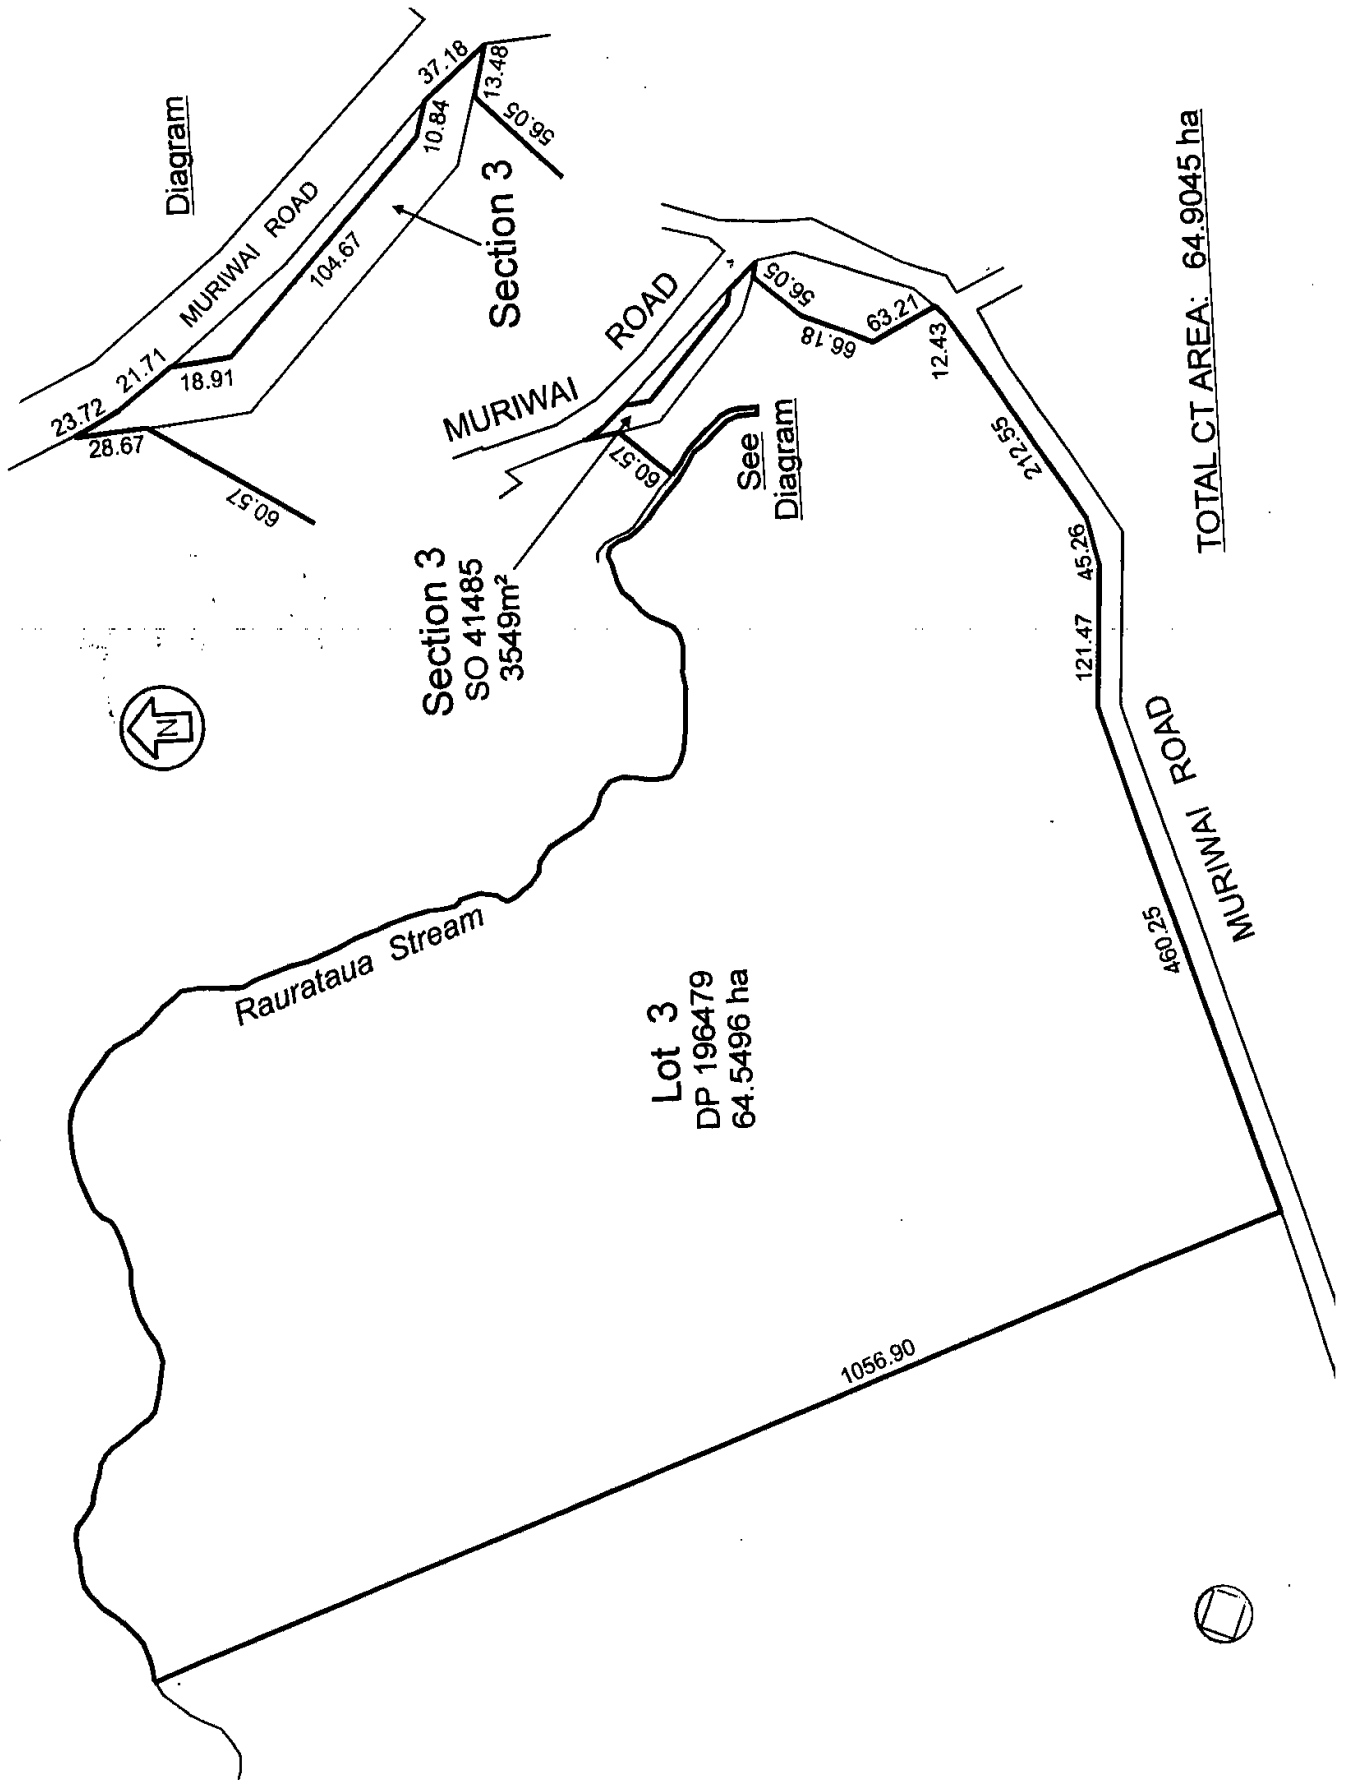 Diagram
MURIWAI ROAD
37.18
13.48
10.84
56.05
104.67
Section 3
21.71
23.72
18.91
28.67
60.57
MURIWAI ROAD
Section 3
SO 41485
3549m²
60.57
See
Diagram
56.05
66.18
63.21
12.43
212.55
45.26
121.47
460.25
MURIWAI ROAD
N
Raurataua Stream
Lot 3
DP 196479
64.5496 ha
1056.90
TOTAL CT AREA: 64.9045 ha